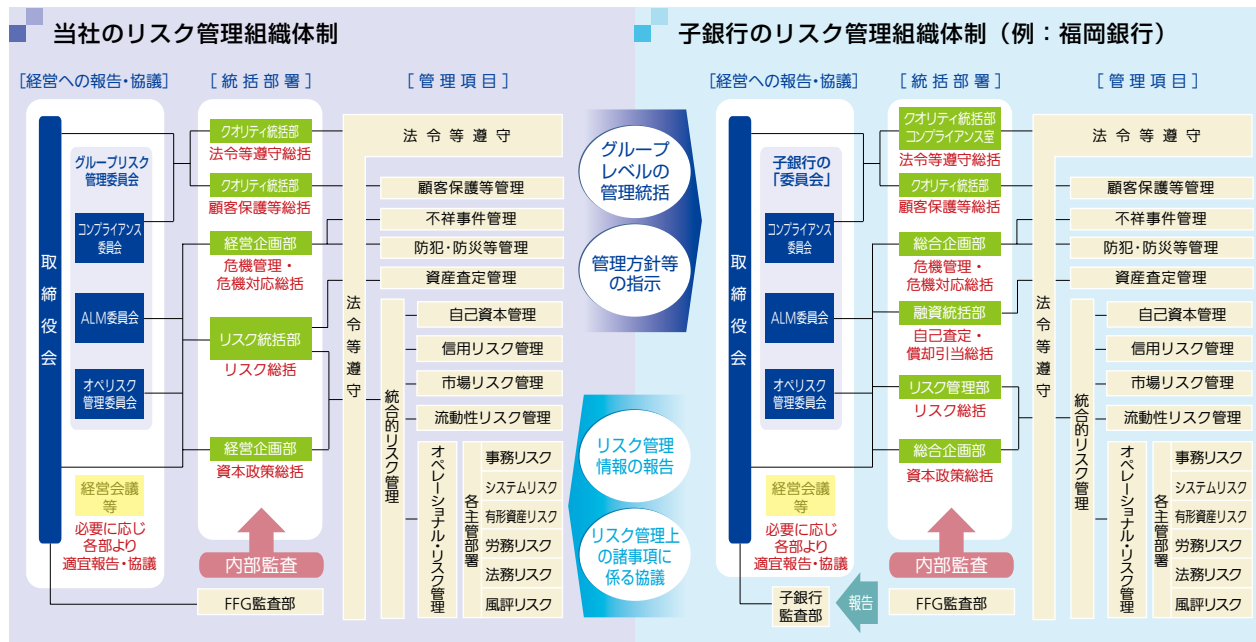 当社のリスク管理組織体制
[経営への報告・協議]
[統括部署]
[管理項目]
取締役会
グループリスク
管理委員会
コンプライアンス
委員会
ALM委員会
オペリスク
管理委員会
経営会議
等
必要に応じ
各部より
適宜報告・協議
クオリティ統括部
法令等遵守総括
クオリティ統括部
顧客保護等総括
経営企画部
危機管理・
危機対応総括
リスク統括部
リスク総括
経営企画部
資本政策総括
内部監査
FFG監査部
法令等遵守
法令等遵守
顧客保護等管理
不祥事件管理
防犯・防災等管理
資産査定管理
統合的リスク管理
自己資本管理
信用リスク管理
市場リスク管理
流動性リスク管理
オペレーショナル・リスク管理
各主管部署
事務リスク
システムリスク
有形資産リスク
労務リスク
法務リスク
風評リスク
グループ
レベルの
管理統括
管理方針等
の指示
リスク管理
情報の報告
リスク管理上
の諸事項に
係る協議
子銀行のリスク管理組織体制（例：福岡銀行）
[経営への報告・協議]
[統括部署]
[管理項目]
取締役会
子銀行の
「委員会」
コンプライアンス
委員会
ALM委員会
オペリスク
管理委員会
経営会議
等
必要に応じ
各部より
適宜報告・協議
子銀行
監査部
報告
クオリティ統括部
コンプライアンス室
法令等遵守総括
クオリティ統括部
顧客保護等総括
総合企画部
危機管理・
危機対応総括
融資統括部
自己査定・
償却引当総括
リスク管理部
リスク総括
総合企画部
資本政策総括
内部監査
FFG監査部
法令等遵守
法令等遵守
顧客保護等管理
不祥事件管理
防犯・防災等管理
資産査定管理
統合的リスク管理
自己資本管理
信用リスク管理
市場リスク管理
流動性リスク管理
オペレーショナル・リスク管理
各主管部署
事務リスク
システムリスク
有形資産リスク
労務リスク
法務リスク
風評リスク